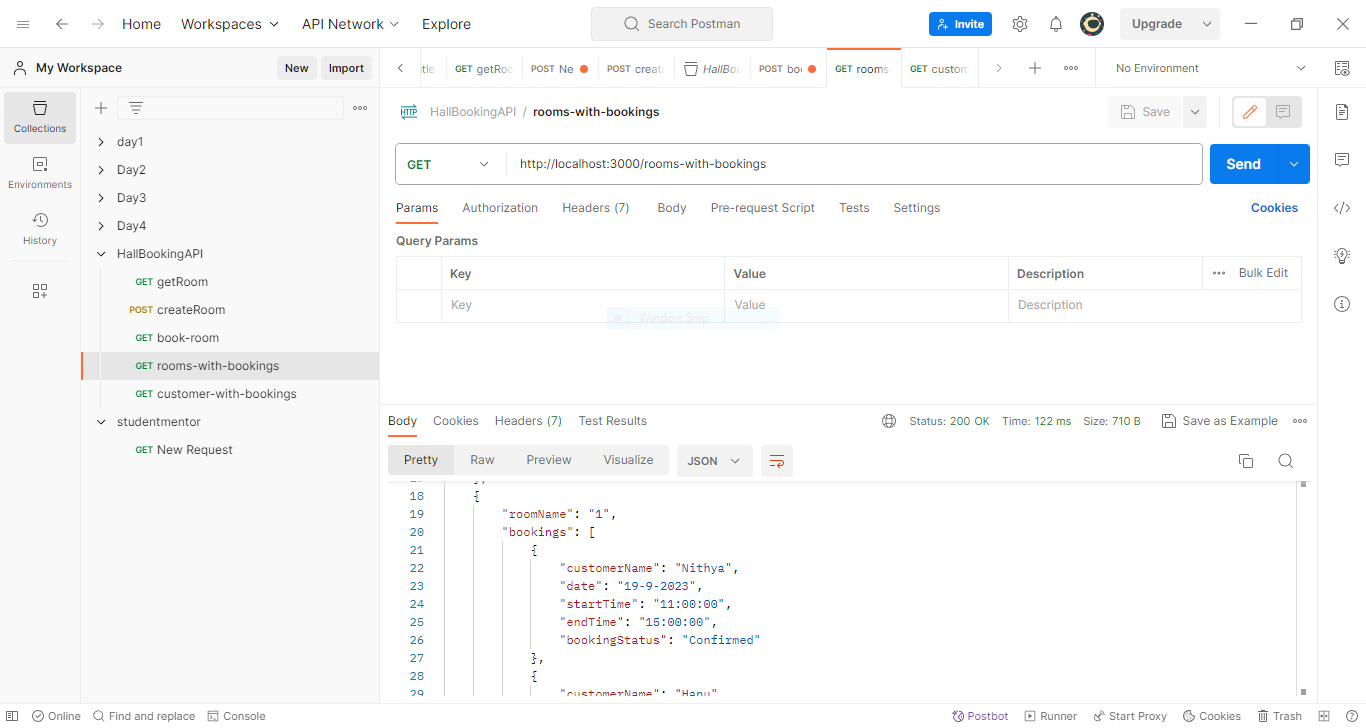 Home Workspaces API Network Explore Search Postman Invite Upgrade
My Workspace New Import
GET getRoo POST Ne POST create HallBoo POST bo GET rooms- GET custom No Environment
Collections
Environments
History
day1
Day2
Day3
Day4
HallBookingAPI
GET getRoom
POST createRoom
GET book-room
GET rooms-with-bookings
GET customer-with-bookings
studentmentor
GET New Request
HTTP HallBookingAPI / rooms-with-bookings Save
GET http://localhost:3000/rooms-with-bookings Send
Params Authorization Headers (7) Body Pre-request Script Tests Settings Cookies
Query Params
Key Value Description Bulk Edit
Key Value Description
Window Snip
Body Cookies Headers (7) Test Results Status: 200 OK Time: 122 ms Size: 710 B Save as Example
Pretty Raw Preview Visualize JSON
18 {
19 "roomName": "1",
20 "bookings": [
21 {
22 "customerName": "Nithya",
23 "date": "19-9-2023",
24 "startTime": "11:00:00",
25 "endTime": "15:00:00",
26 "bookingStatus": "Confirmed"
27 },
28 {
29 "customerName": "Hanu"
Online Find and replace Console Postbot Runner Start Proxy Cookies Trash